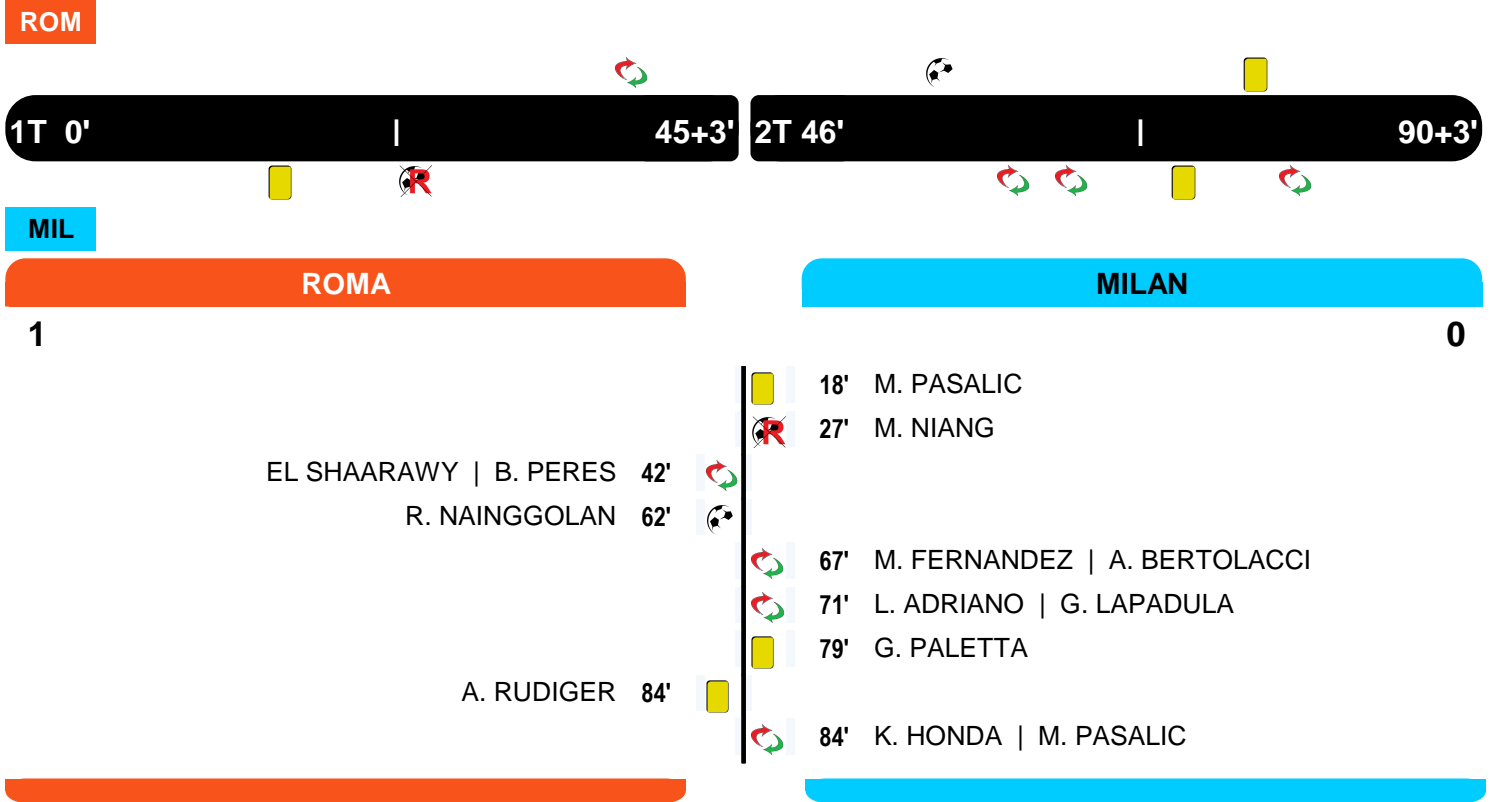 ROM
1T 0' | 45+3' 2T 46' | 90+3'
MIL
ROMA MILAN
1 0
18' M. PASALIC
R 27' M. NIANG
EL SHAARAWY | B. PERES 42'
R. NAINGGOLAN 62'
67' M. FERNANDEZ | A. BERTOLACCI
71' L. ADRIANO | G. LAPADULA
79' G. PALETTA
A. RUDIGER 84'
84' K. HONDA | M. PASALIC